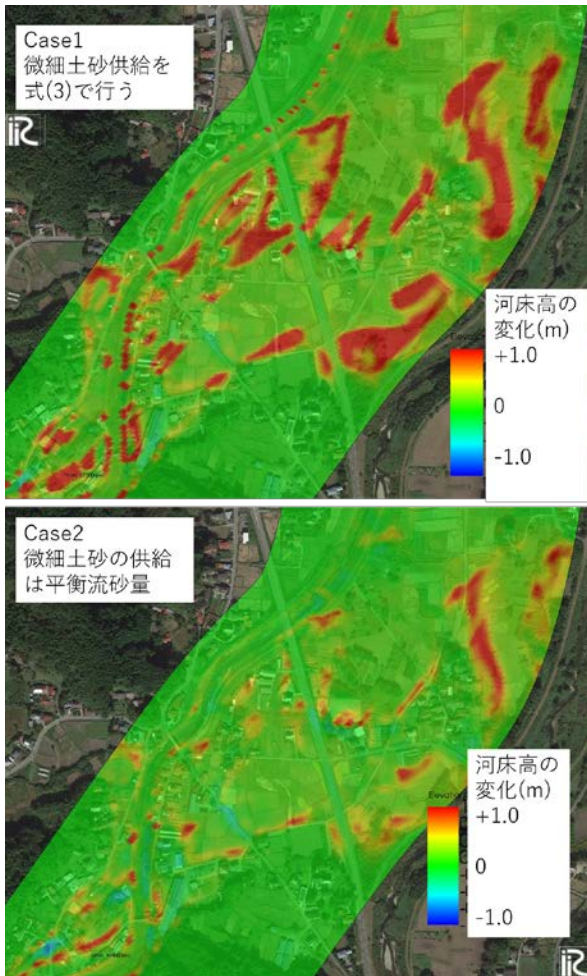 Case1
微細土砂供給を
式(3)で行う
iRIC
河床高の
変化(m)
+1.0
0
-1.0
Case2
微細土砂の供給
は平衡流砂量
河床高の
変化(m)
+1.0
0
-1.0